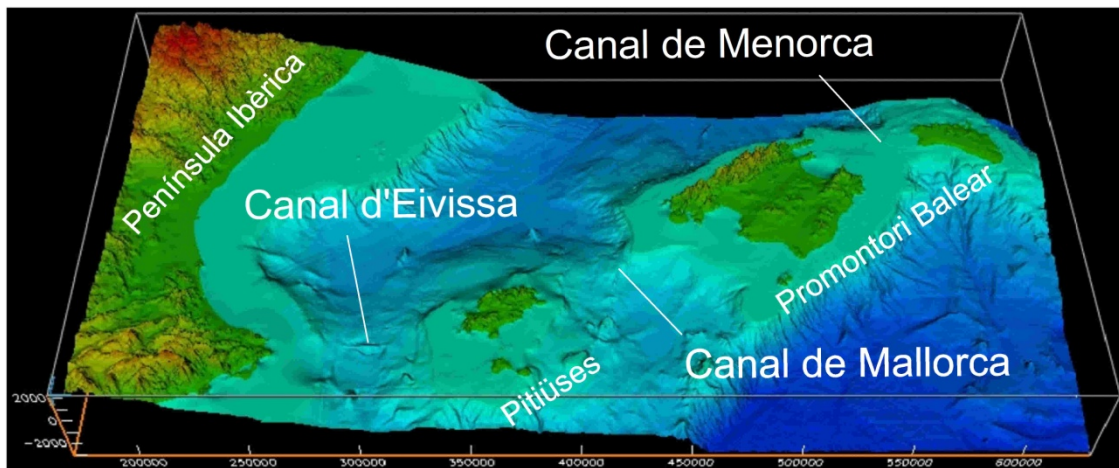 Canal de Menorca
Península Ibèrica
Canal d'Eivissa
Promontori Balear
Canal de Mallorca
Pitiüses
2000
0
-2000
200000
250000
300000
350000
400000
450000
500000
550000
600000